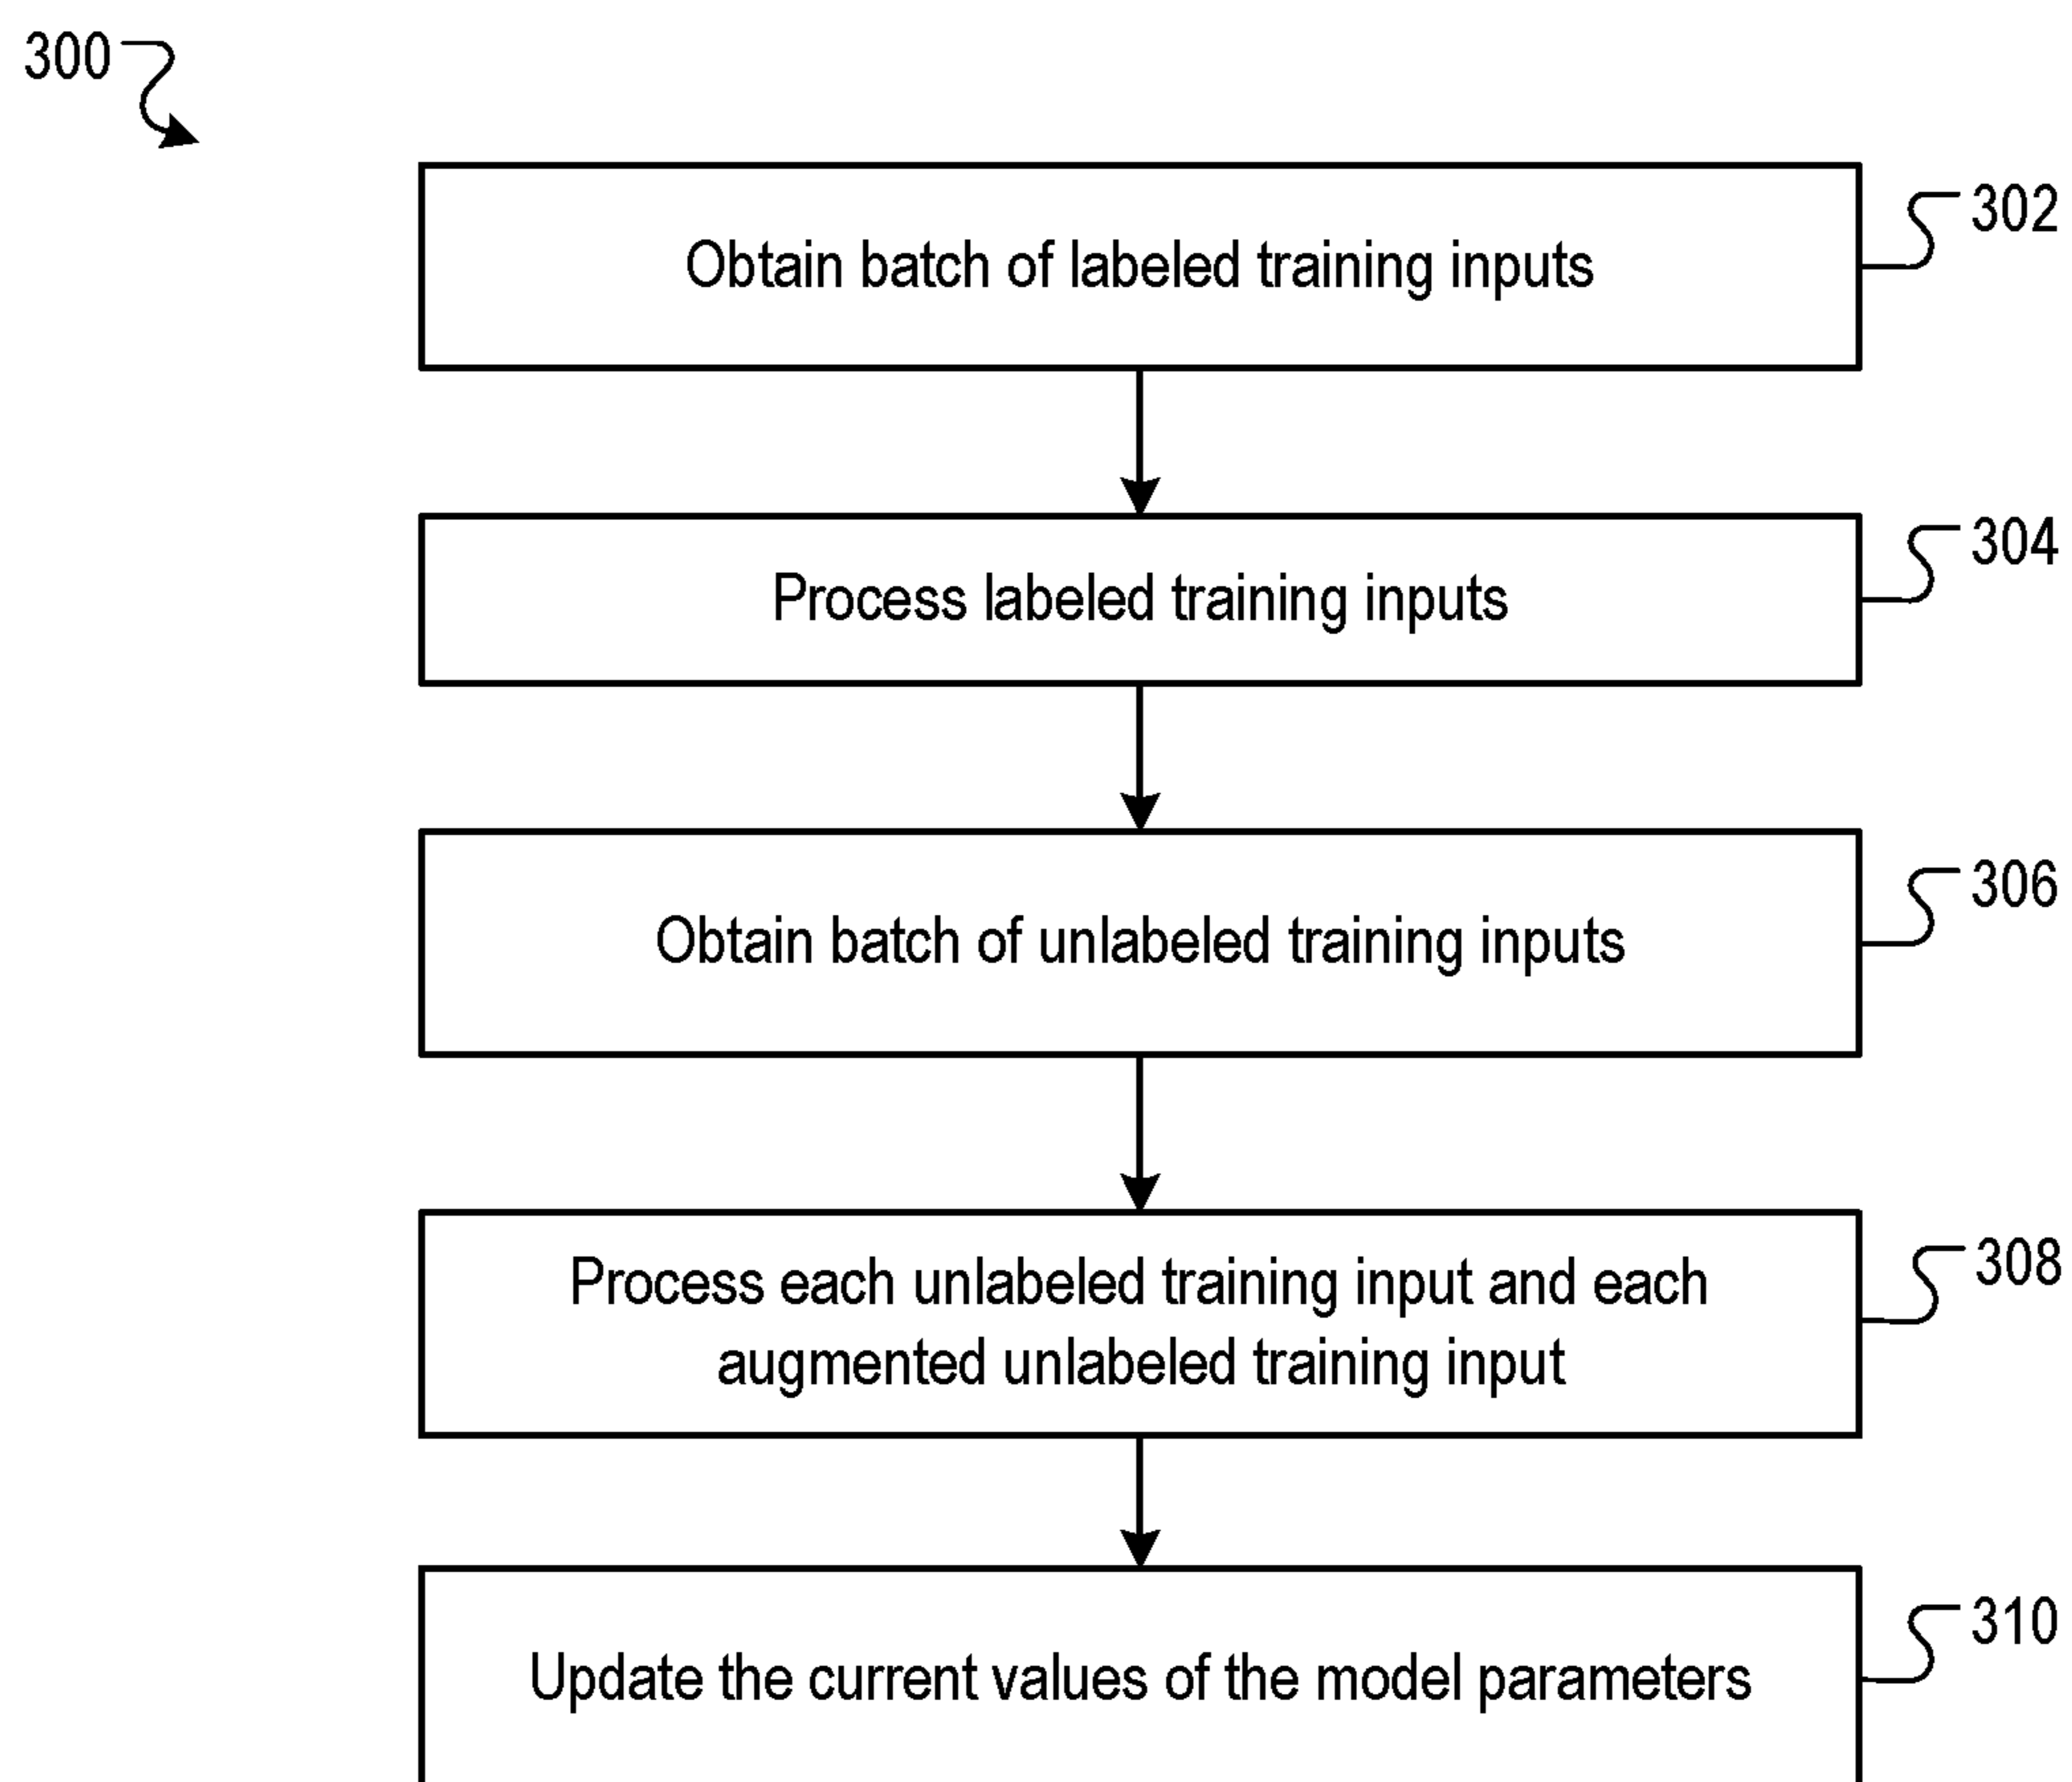 300
302
Obtain batch of labeled training inputs
304
Process labeled training inputs
306
Obtain batch of unlabeled training inputs
308
Process each unlabeled training input and each
augmented unlabeled training input
310
Update the current values of the model parameters